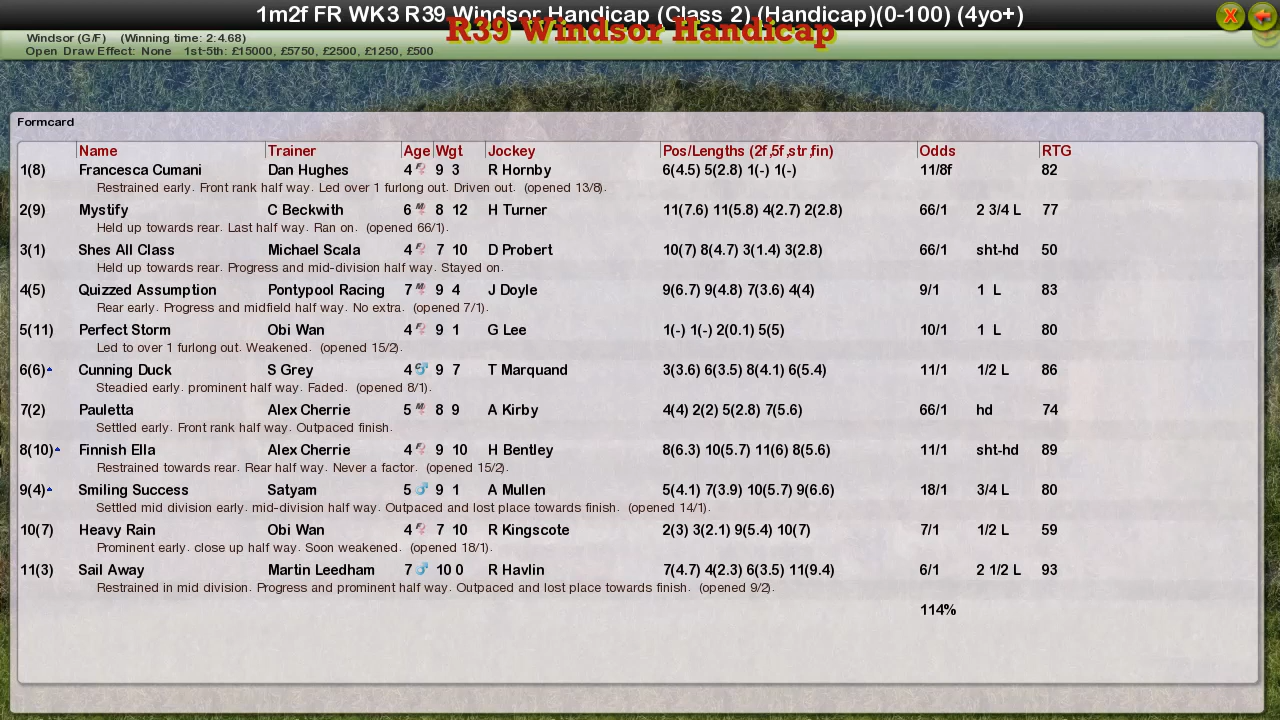 1m2f FR WK3 R39 Windsor Handicap (Class 2) (Handicap)(0-100) (4yo+)
R39 Windsor Handicap
Windsor (G/F) (Winning time: 2:4.68)
Open Draw Effect: None 1st-5th: £15000, £5750, £2500, £1250, £500
Formcard
Name Trainer Age Wgt Jockey Pos/Lengths (2f,5f,str,fin) Odds RTG
1(8) Francesca Cumani Dan Hughes 4 F 9 3 R Hornby 6(4.5) 5(2.8) 1(-) 1(-) 11/8f 82
Restrained early. Front rank half way. Led over 1 furlong out. Driven out. (opened 13/8).
2(9) Mystify C Beckwith 6 M 8 12 H Turner 11(7.6) 11(5.8) 4(2.7) 2(2.8) 66/1 2 3/4 L 77
Held up towards rear. Last half way. Ran on. (opened 66/1).
3(1) Shes All Class Michael Scala 4 F 7 10 D Probert 10(7) 8(4.7) 3(1.4) 3(2.8) 66/1 sht-hd 50
Held up towards rear. Progress and mid-division half way. Stayed on.
4(5) Quizzed Assumption Pontypool Racing 7 M 9 4 J Doyle 9(6.7) 9(4.8) 7(3.6) 4(4) 9/1 1 L 83
Rear early. Progress and midfield half way. No extra. (opened 7/1).
5(11) Perfect Storm Obi Wan 4 F 9 1 G Lee 1(-) 1(-) 2(0.1) 5(5) 10/1 1 L 80
Led to over 1 furlong out. Weakened. (opened 15/2).
6(6) Cunning Duck S Grey 4 9 7 T Marquand 3(3.6) 6(3.5) 8(4.1) 6(5.4) 11/1 1/2 L 86
Steadied early. prominent half way. Faded. (opened 8/1).
7(2) Pauletta Alex Cherrie 5 M 8 9 A Kirby 4(4) 2(2) 5(2.8) 7(5.6) 66/1 hd 74
Settled early. Front rank half way. Outpaced finish.
8(10) Finnish Ella Alex Cherrie 4 F 9 10 H Bentley 8(6.3) 10(5.7) 11(6) 8(5.6) 11/1 sht-hd 89
Restrained towards rear. Rear half way. Never a factor. (opened 15/2).
9(4) Smiling Success Satyam 5 9 1 A Mullen 5(4.1) 7(3.9) 10(5.7) 9(6.6) 18/1 3/4 L 80
Settled mid division early. mid-division half way. Outpaced and lost place towards finish. (opened 14/1).
10(7) Heavy Rain Obi Wan 4 F 7 10 R Kingscote 2(3) 3(2.1) 9(5.4) 10(7) 7/1 1/2 L 59
Prominent early. close up half way. Soon weakened. (opened 18/1).
11(3) Sail Away Martin Leedham 7 10 0 R Havlin 7(4.7) 4(2.3) 6(3.5) 11(9.4) 6/1 2 1/2 L 93
Restrained in mid division. Progress and prominent half way. Outpaced and lost place towards finish. (opened 9/2).
114%